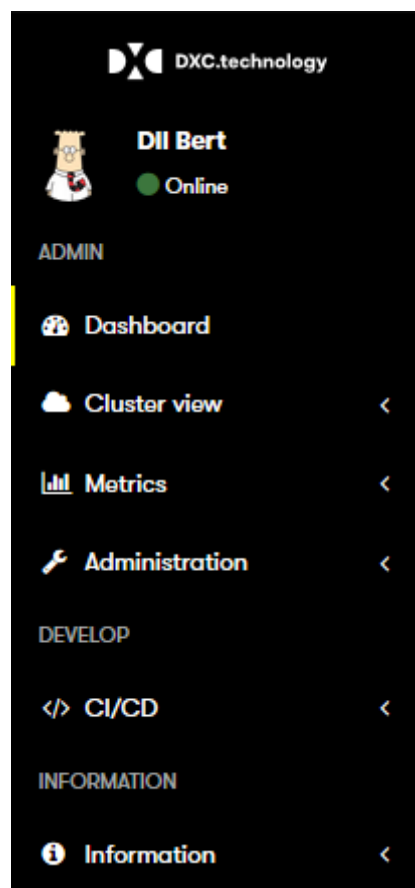 DXC.technology
Dll Bert
Online
ADMIN
Dashboard
Cluster view
Metrics
Administration
DEVELOP
CI/CD
INFORMATION
Information